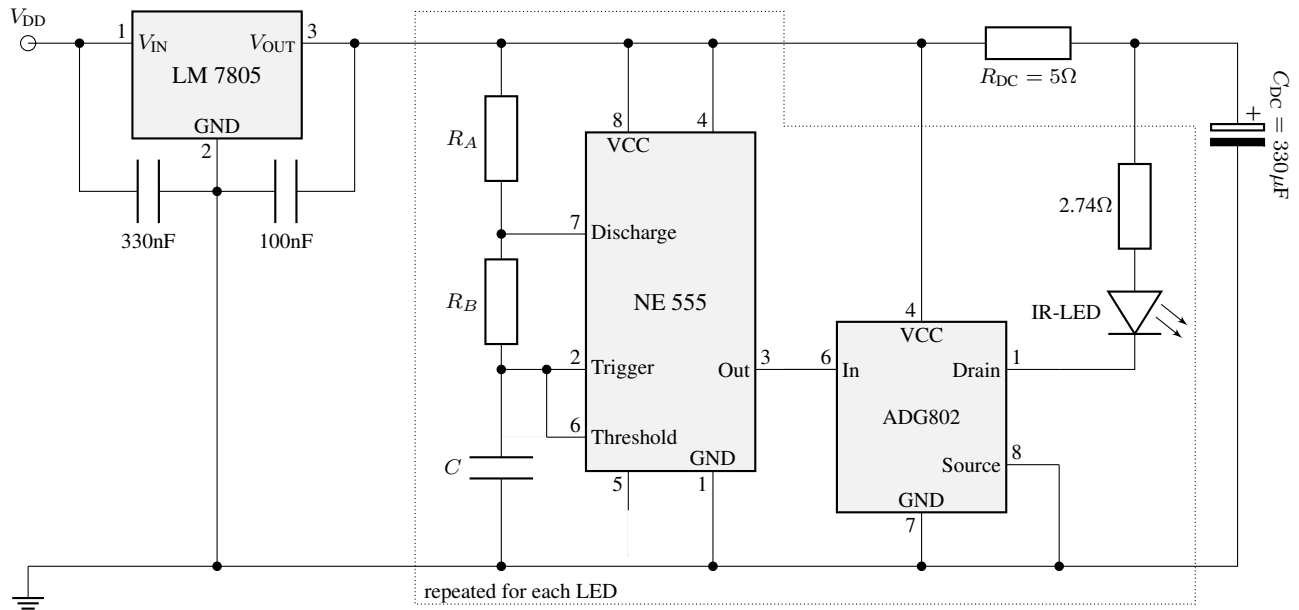 V_DD
1
V_IN
V_OUT
3
LM 7805
GND
2
330nF
100nF
R_A
R_B
C
8
VCC
4
7
Discharge
NE 555
2
Trigger
Out
3
6
Threshold
GND
5
1
4
VCC
6
In
Drain
1
ADG802
Source
8
GND
7
R_DC = 5Ω
2.74Ω
IR-LED
+
C_DC = 330μF
repeated for each LED